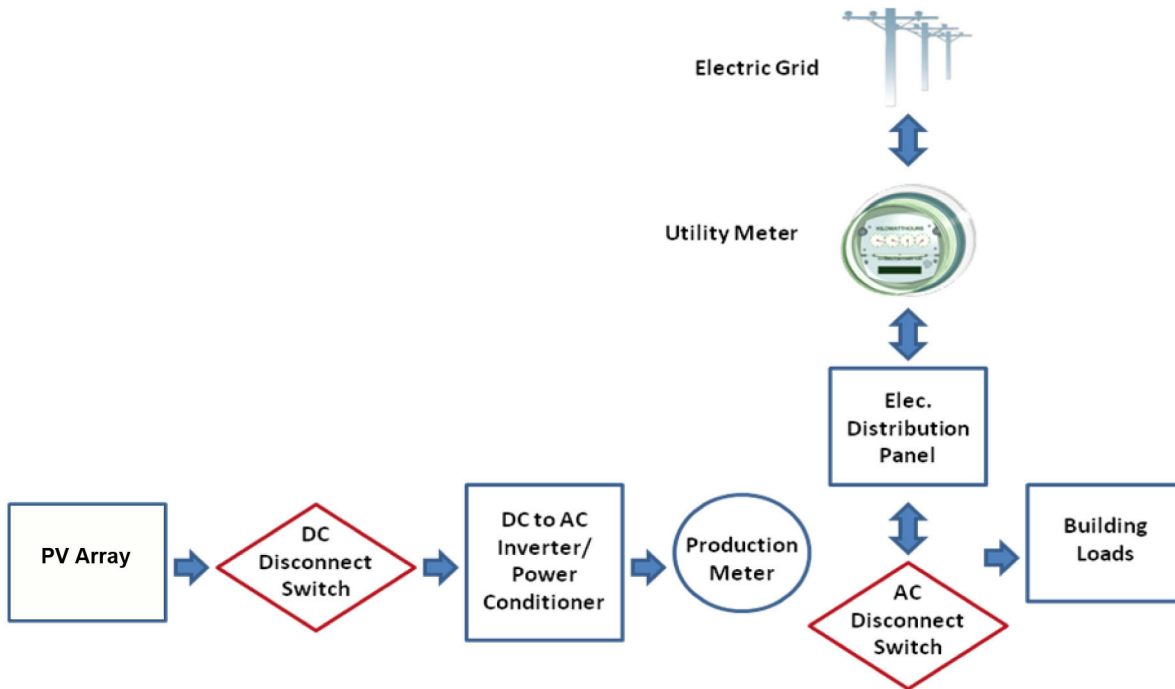 Electric Grid
Utility Meter
KILOWATTHOURS
Elec.
Distribution
Panel
PV Array
DC
Disconnect
Switch
DC to AC
Inverter/
Power
Conditioner
Production
Meter
AC
Disconnect
Switch
Building
Loads